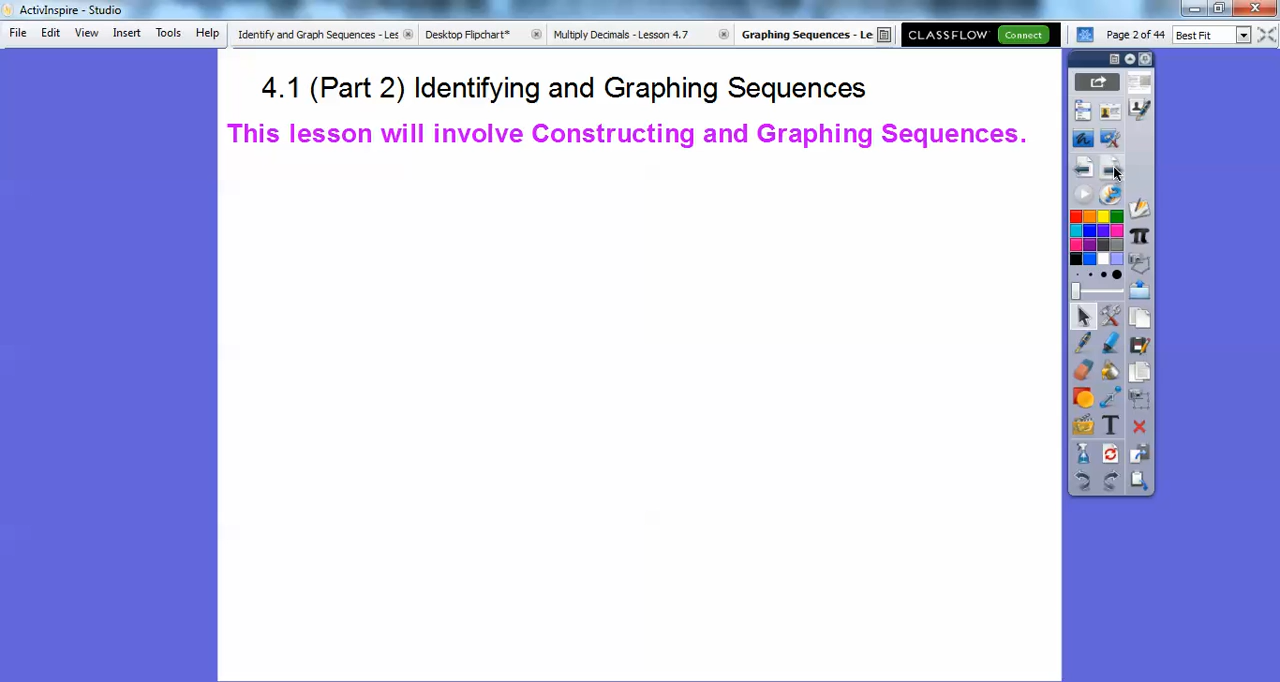 ActivInspire - Studio
File Edit View Insert Tools Help
Identify and Graph Sequences - Les
Desktop Flipchart*
Multiply Decimals - Lesson 4.7
Graphing Sequences - Le
CLASSFLOW Connect
Page 2 of 44
Best Fit
4.1 (Part 2) Identifying and Graphing Sequences
This lesson will involve Constructing and Graphing Sequences.